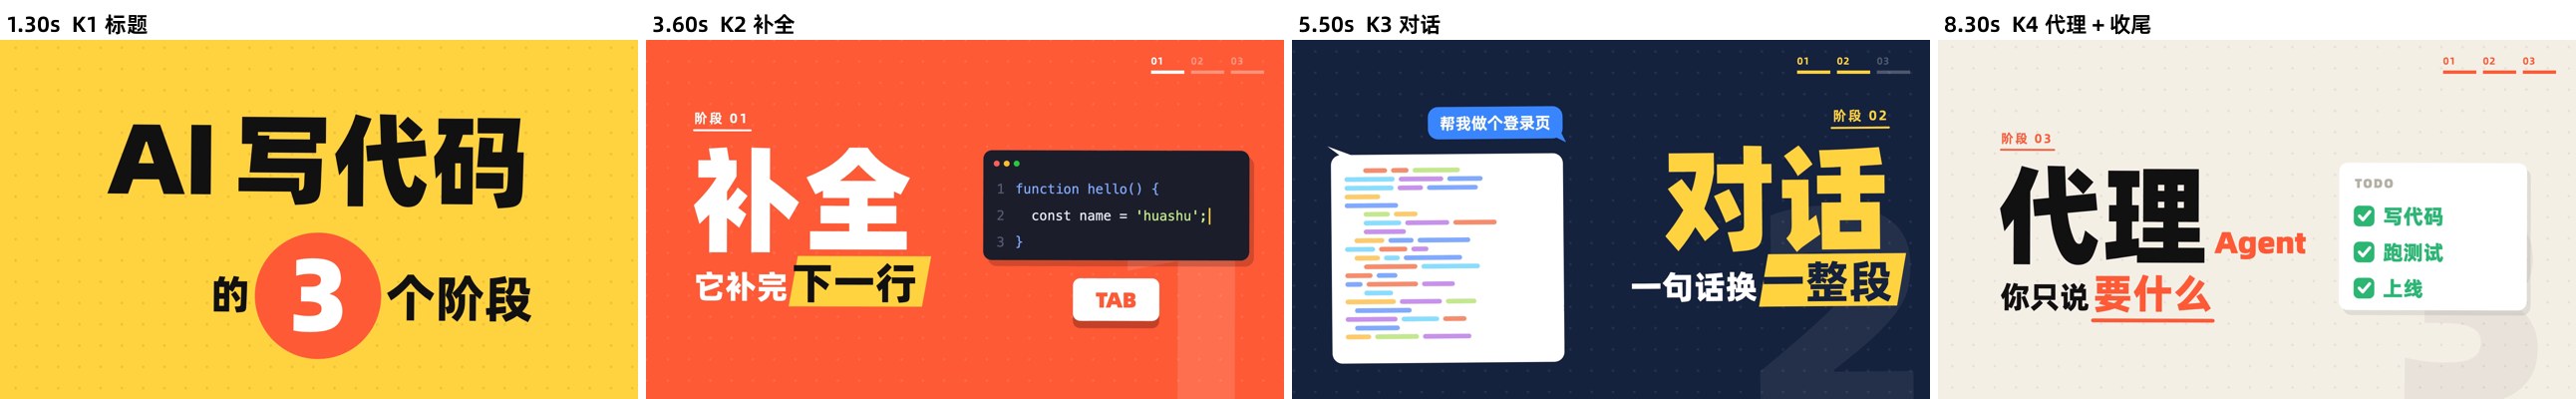 1.30s K1 标题
AI 写代码
的 3 个阶段
3.60s K2 补全
01 02 03
阶段 01
补全
它补完下一行
1 function hello() {
2 const name = 'huashu';
3 }
TAB
1
5.50s K3 对话
01 02 03
帮我做个登录页
阶段 02
对话
一句话换一整段
2
8.30s K4 代理 + 收尾
01 02 03
阶段 03
代理 Agent
你只说要什么
TODO
写代码
跑测试
上线
3